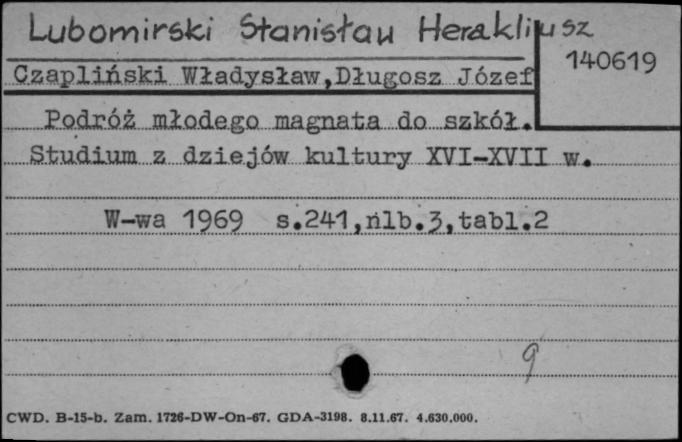 Lubomirski Stanisław Herakliusz
140619
Czapliński Władysław,Długosz Józef
Podróż młodego magnata do szkół.
Studium z dziejów kultury XVI-XVII w.
W-wa 1969 s.241,nlb.3,tabl.2
9
CWD. B-15-b. Zam. 1726-DW-On-67. GDA-3198. 8.11.67. 4.630.000.